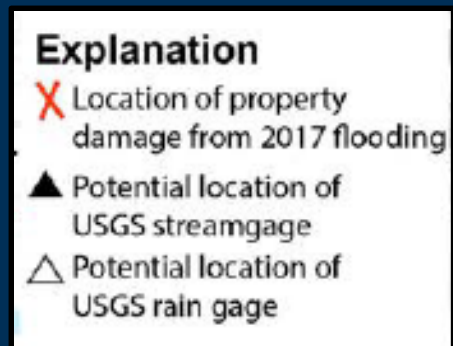 Explanation
X Location of property
damage from 2017 flooding
Potential location of
USGS streamgage
Potential location of
USGS rain gage